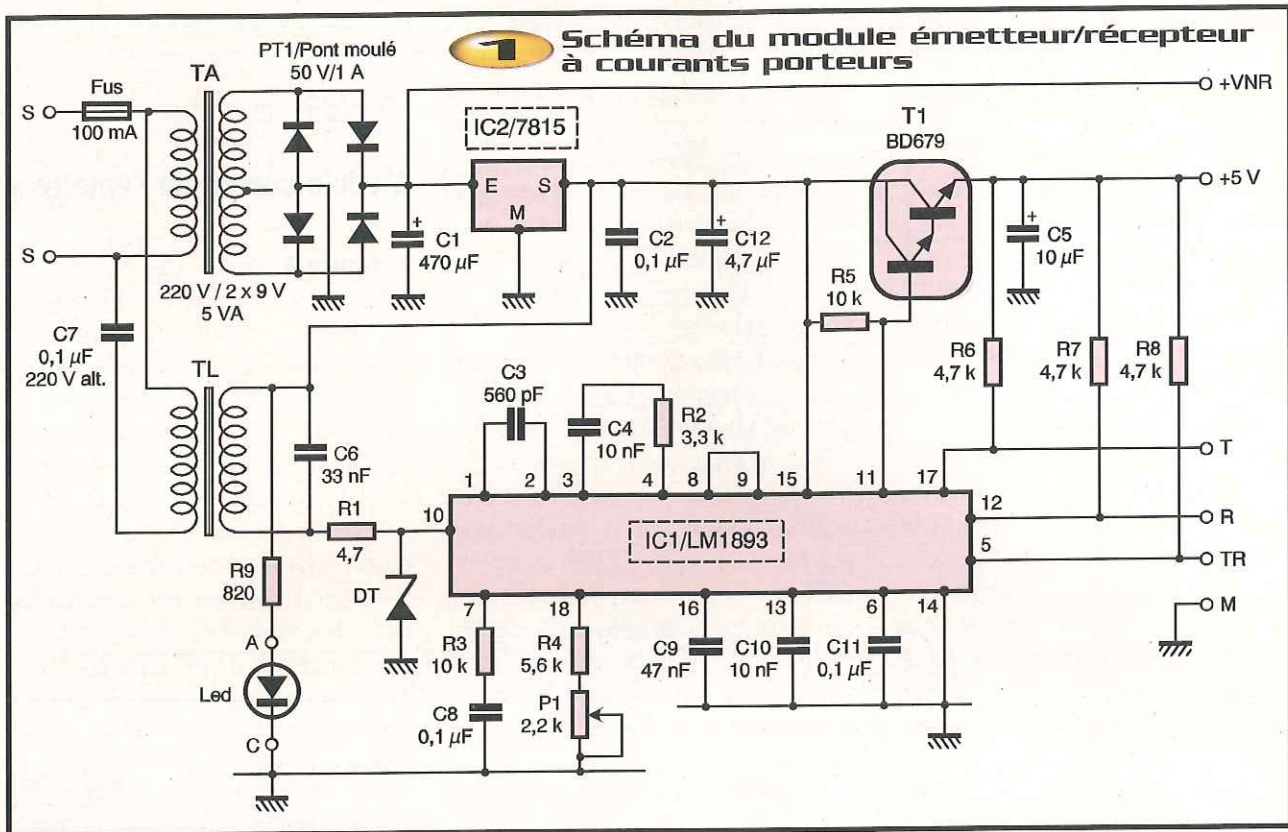 1 Schéma du module émetteur/récepteur
à courants porteurs
PT1/Pont moulé
50 V/1 A
TA
Fus
100 mA
S
S
220 V / 2 x 9 V
5 VA
C7
0,1 µF
220 V alt.
TL
+
C1
470 µF
IC2/7815
E
S
M
C2
0,1 µF
+
C12
4,7 µF
T1
BD679
+VNR
+5 V
+
C5
10 µF
R5
10 k
R6
4,7 k
R7
4,7 k
R8
4,7 k
C6
33 nF
R1
4,7
R9
820
DT
A
Led
C
C3
560 pF
C4
10 nF
R2
3,3 k
1
2
3
4
8
9
15
11
17
12
5
10
IC1/LM1893
7
18
16
13
6
14
T
R
TR
M
R3
10 k
C8
0,1 µF
R4
5,6 k
P1
2,2 k
C9
47 nF
C10
10 nF
C11
0,1 µF